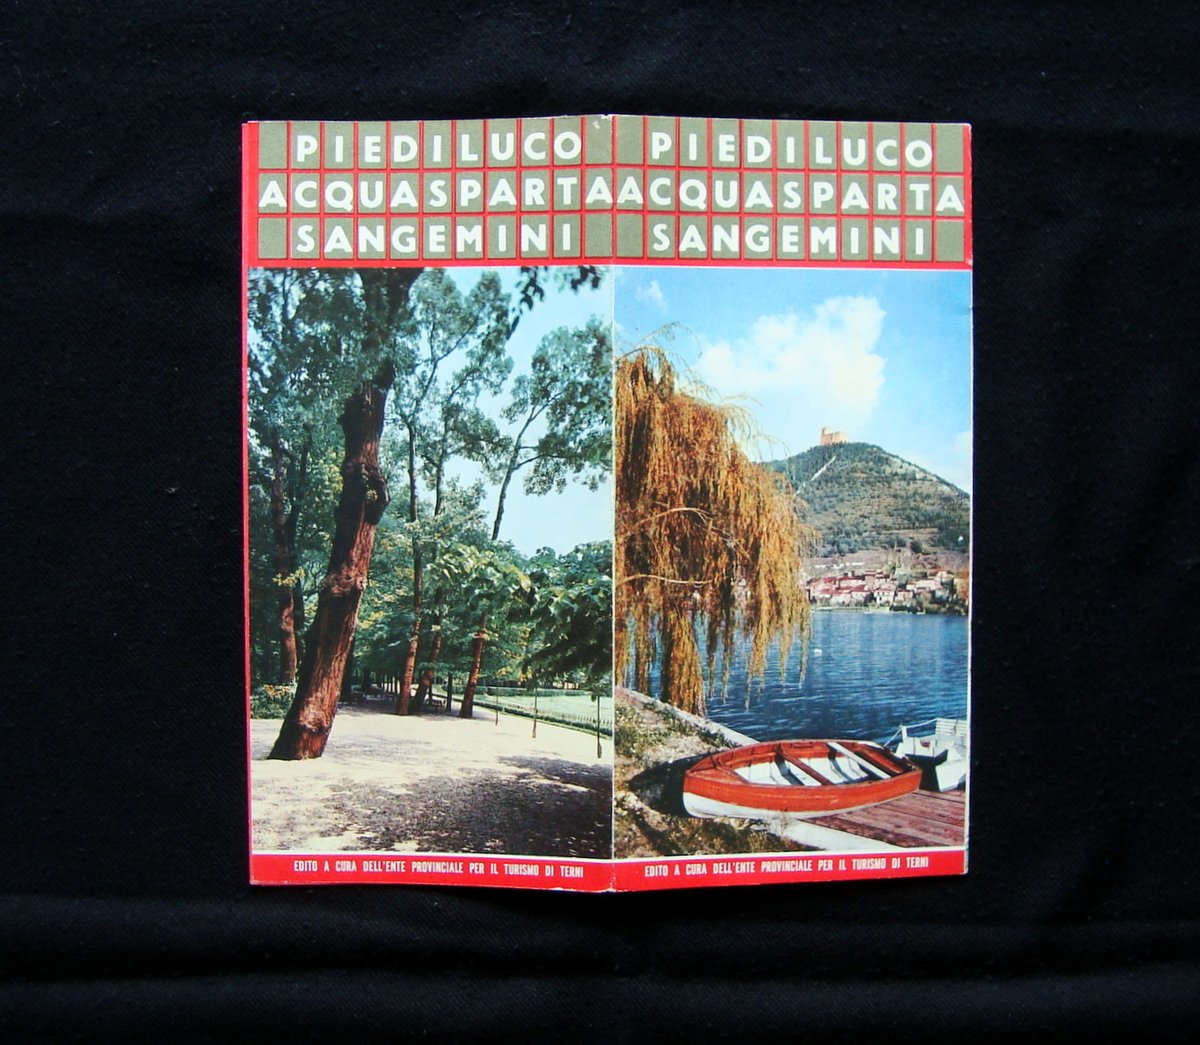 PIEDILUCO
ACQUASPARTA
SANGEMINI
EDITO A CURA DELL'ENTE PROVINCIALE PER IL TURISMO DI TERNI
PIEDILUCO
ACQUASPARTA
SANGEMINI
EDITO A CURA DELL'ENTE PROVINCIALE PER IL TURISMO DI TERNI